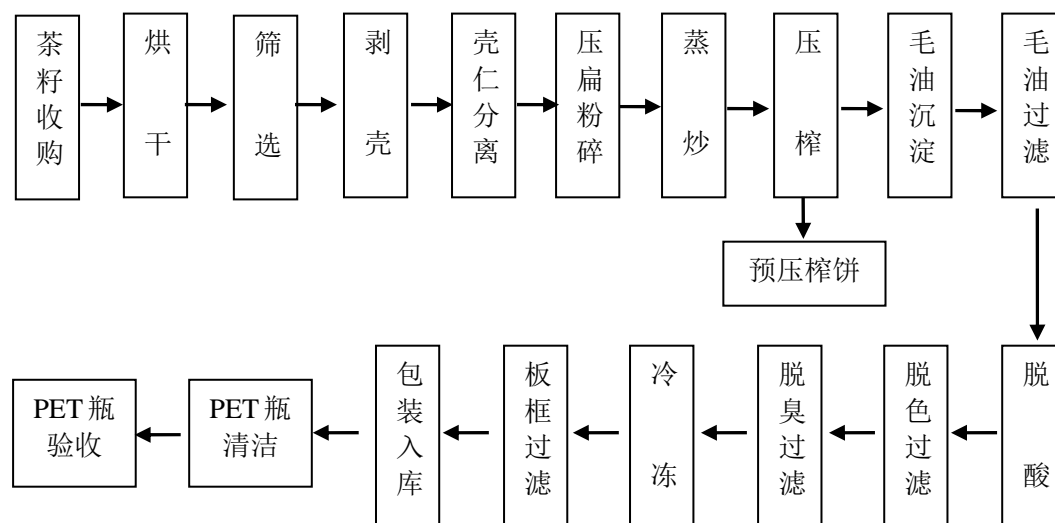 茶籽收购
烘干
筛选
剥壳
壳仁分离
压扁粉碎
蒸炒
压榨
毛油沉淀
毛油过滤
预压榨饼
PET瓶
验收
PET瓶
清洁
包装入库
板框过滤
冷冻
脱臭过滤
脱色过滤
脱酸